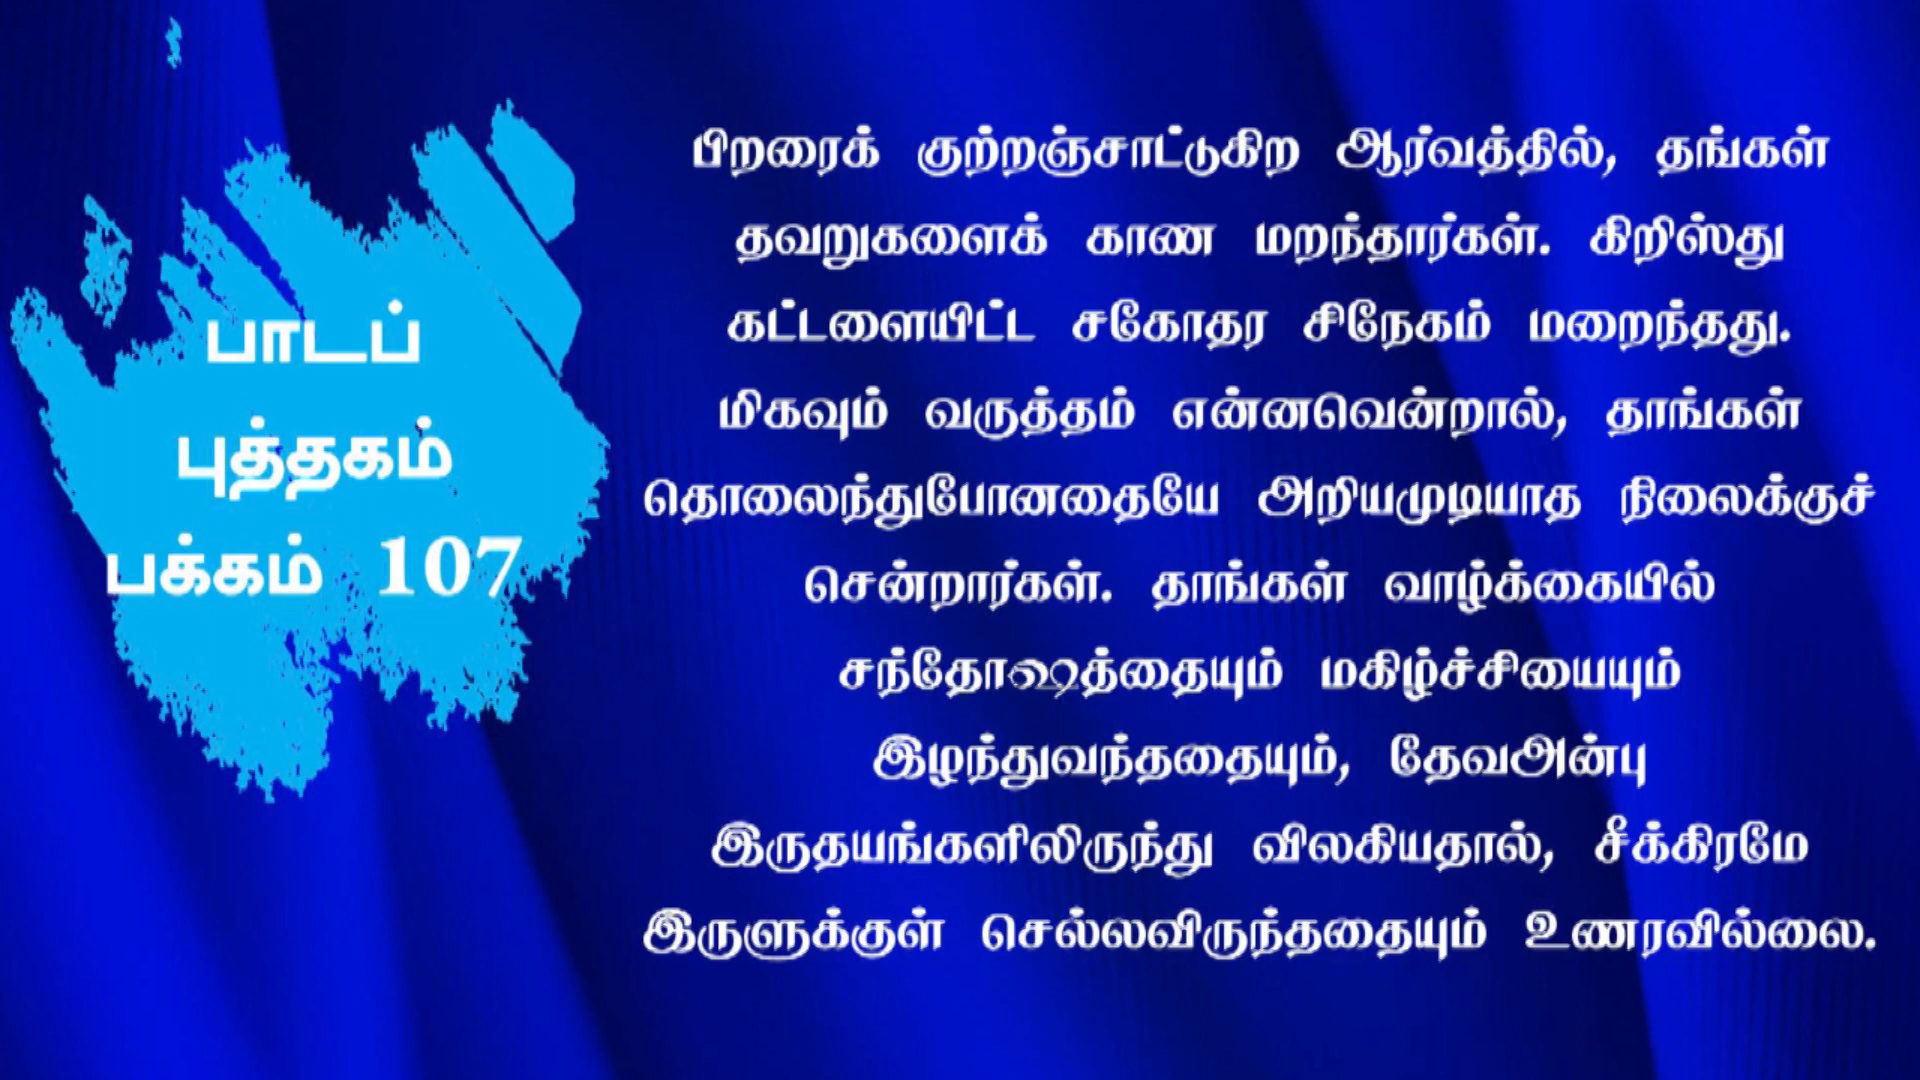 பாடப்
புத்தகம்
பக்கம் 107
பிறரைக் குற்றஞ்சாட்டுகிற ஆர்வத்தில், தங்கள்
தவறுகளைக் காண மறந்தார்கள். கிறிஸ்து
கட்டளையிட்ட சகோதர சிநேகம் மறைந்தது.
மிகவும் வருத்தம் என்னவென்றால், தாங்கள்
தொலைந்துபோனதையே அறியமுடியாத நிலைக்குச்
சென்றார்கள். தாங்கள் வாழ்க்கையில்
சந்தோஷத்தையும் மகிழ்ச்சியையும்
இழந்துவந்ததையும், தேவஅன்பு
இருதயங்களிலிருந்து விலகியதால், சீக்கிரமே
இருளுக்குள் செல்லவிருந்ததையும் உணரவில்லை.